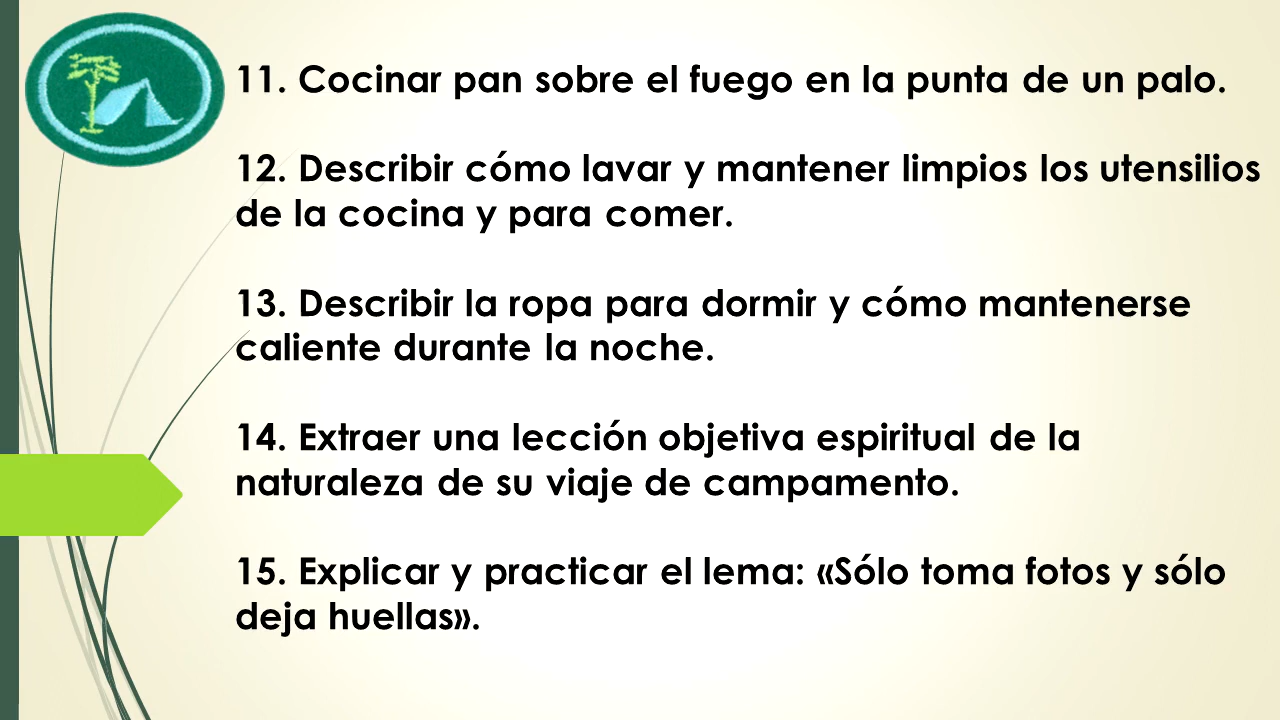 11. Cocinar pan sobre el fuego en la punta de un palo.
12. Describir cómo lavar y mantener limpios los utensilios
de la cocina y para comer.
13. Describir la ropa para dormir y cómo mantenerse
caliente durante la noche.
14. Extraer una lección objetiva espiritual de la
naturaleza de su viaje de campamento.
15. Explicar y practicar el lema: «Sólo toma fotos y sólo
deja huellas».